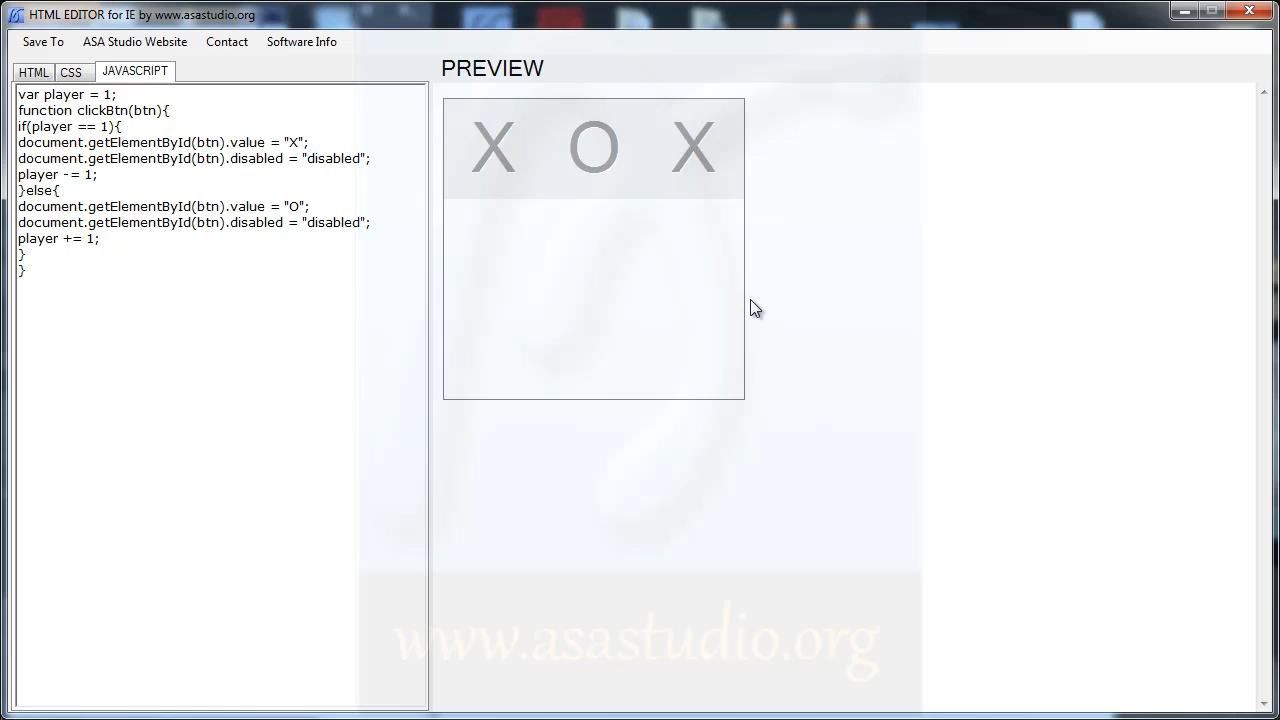 HTML EDITOR for IE by www.asastudio.org
Save To ASA Studio Website Contact Software Info
HTML CSS JAVASCRIPT
PREVIEW
var player = 1;
function clickBtn(btn){
if(player == 1){
document.getElementById(btn).value = "X";
document.getElementById(btn).disabled = "disabled";
player -= 1;
}else{
document.getElementById(btn).value = "O";
document.getElementById(btn).disabled = "disabled";
player += 1;
}
}
X O X
www.asastudio.org